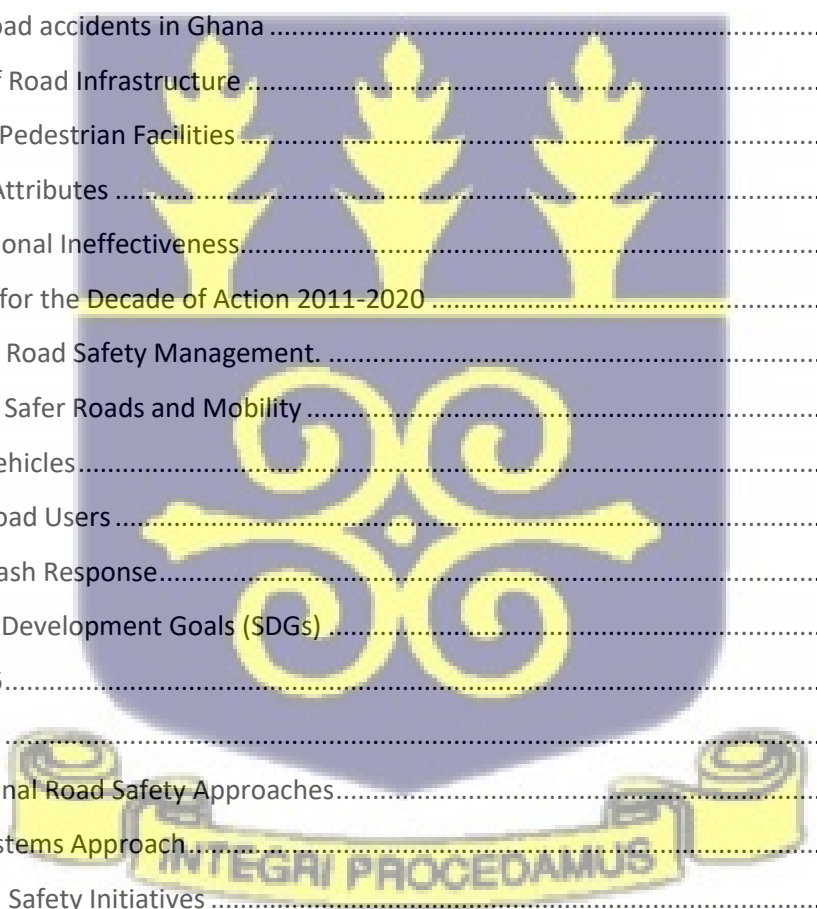 oad accidents in Ghana ................................................................
Road Infrastructure ................................................................
Pedestrian Facilities ................................................................
Attributes ................................................................
onal Ineffectiveness ................................................................
for the Decade of Action 2011-2020 ................................................................
Road Safety Management. ................................................................
Safer Roads and Mobility ................................................................
ehicles ................................................................
oad Users ................................................................
ash Response ................................................................
Development Goals (SDGs) ................................................................
................................................................
nal Road Safety Approaches ................................................................
stems Approach ................................................................
INTEGRI PROCEDAMUS
Safety Initiatives ................................................................